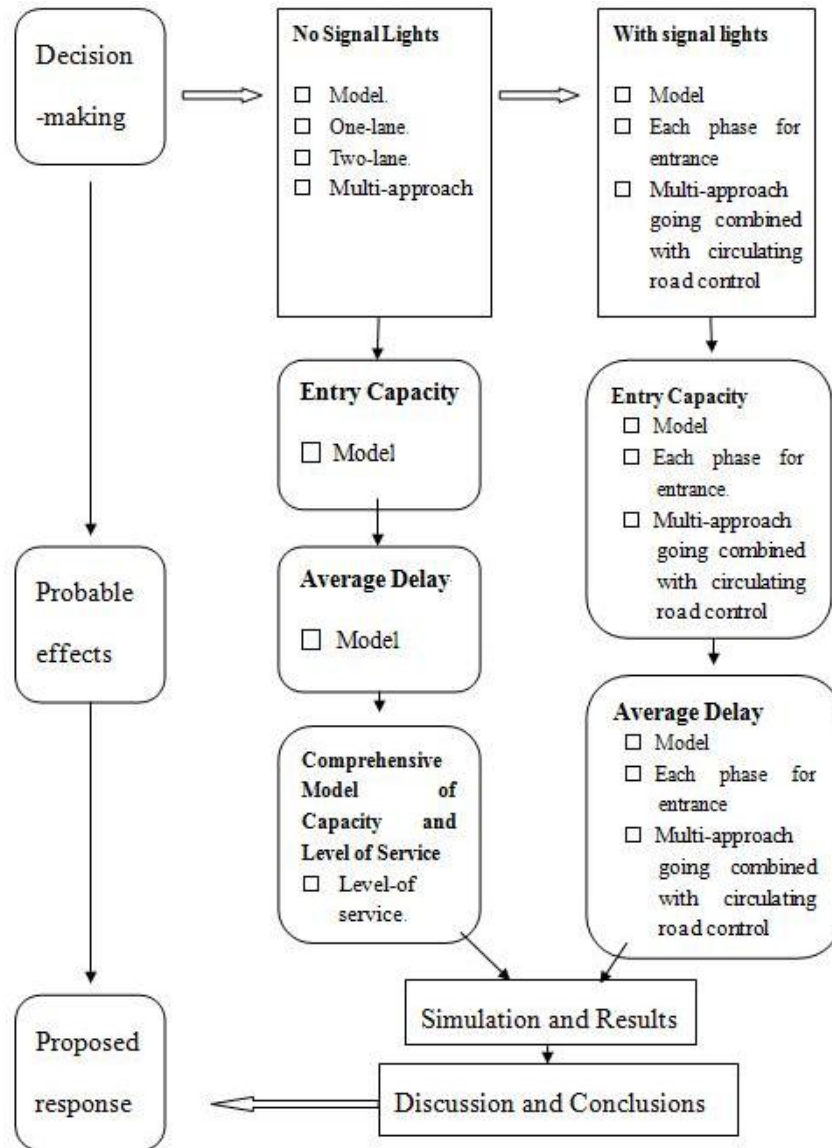 Decision
-making
No Signal Lights
☐ Model.
☐ One-lane.
☐ Two-lane.
☐ Multi-approach
With signal lights
☐ Model
☐ Each phase for
entrance
☐ Multi-approach
going combined
with circulating
road control
Entry Capacity
☐ Model
Entry Capacity
☐ Model
☐ Each phase for
entrance.
☐ Multi-approach
going combined
with circulating
road control
Probable
effects
Average Delay
☐ Model
Average Delay
☐ Model
☐ Each phase for
entrance
☐ Multi-approach
going combined
with circulating
road control
Comprehensive
Model of
Capacity and
Level of Service
☐ Level-of
service.
Simulation and Results
Proposed
response
Discussion and Conclusions